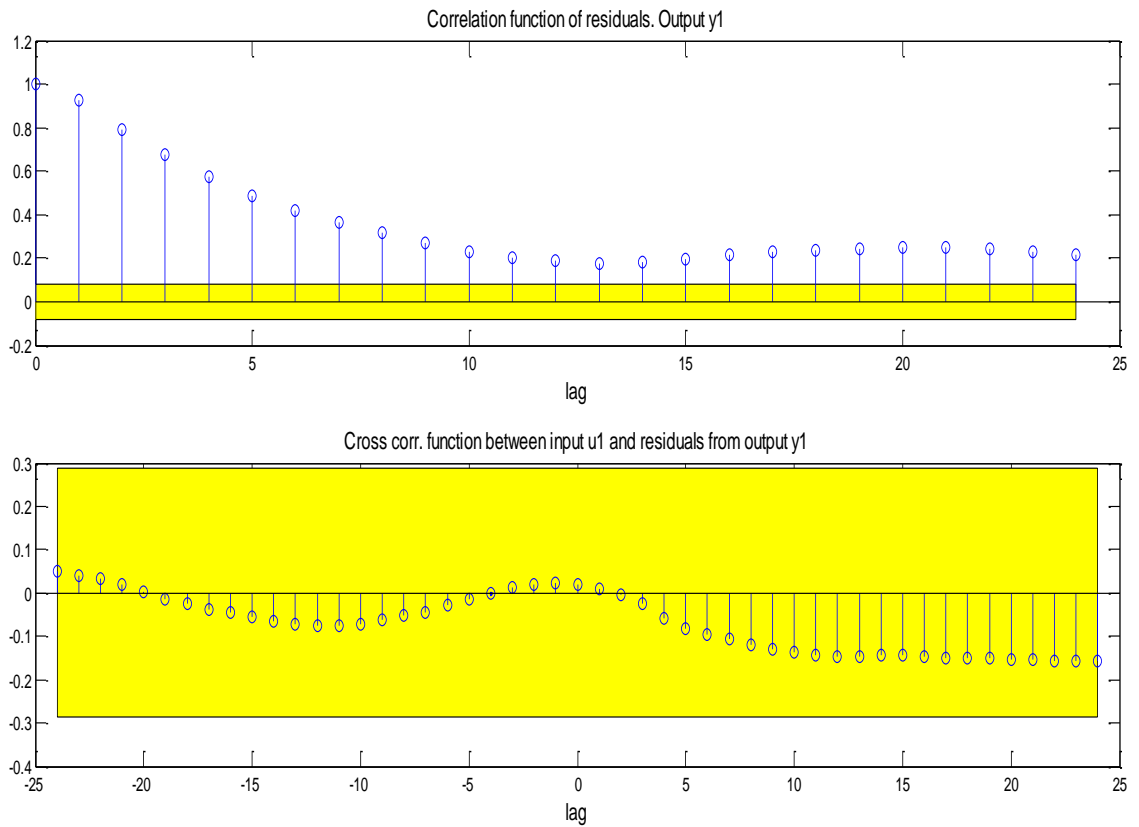 Correlation function of residuals. Output y1
1.2
1
0.8
0.6
0.4
0.2
0
-0.2
0 5 10 15 20 25
lag
Cross corr. function between input u1 and residuals from output y1
0.3
0.2
0.1
0
-0.1
-0.2
-0.3
-0.4
-25 -20 -15 -10 -5 0 5 10 15 20 25
lag